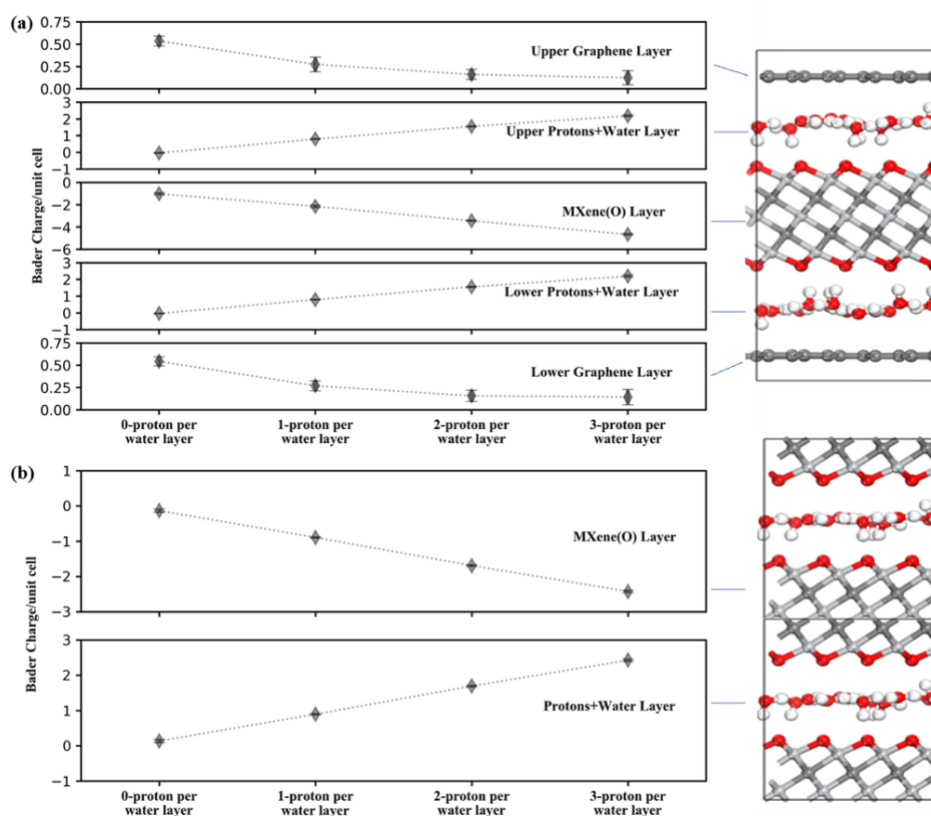 (a)
Bader Charge/unit cell
0.75
0.50
0.25
0.00
Upper Graphene Layer
3
2
1
0
−1
Upper Protons+Water Layer
0
−2
−4
−6
MXene(O) Layer
3
2
1
0
−1
Lower Protons+Water Layer
0.75
0.50
0.25
0.00
Lower Graphene Layer
0-proton per
water layer
1-proton per
water layer
2-proton per
water layer
3-proton per
water layer
(b)
Bader Charge/unit cell
1
0
−1
−2
−3
MXene(O) Layer
3
2
1
0
−1
Protons+Water Layer
0-proton per
water layer
1-proton per
water layer
2-proton per
water layer
3-proton per
water layer